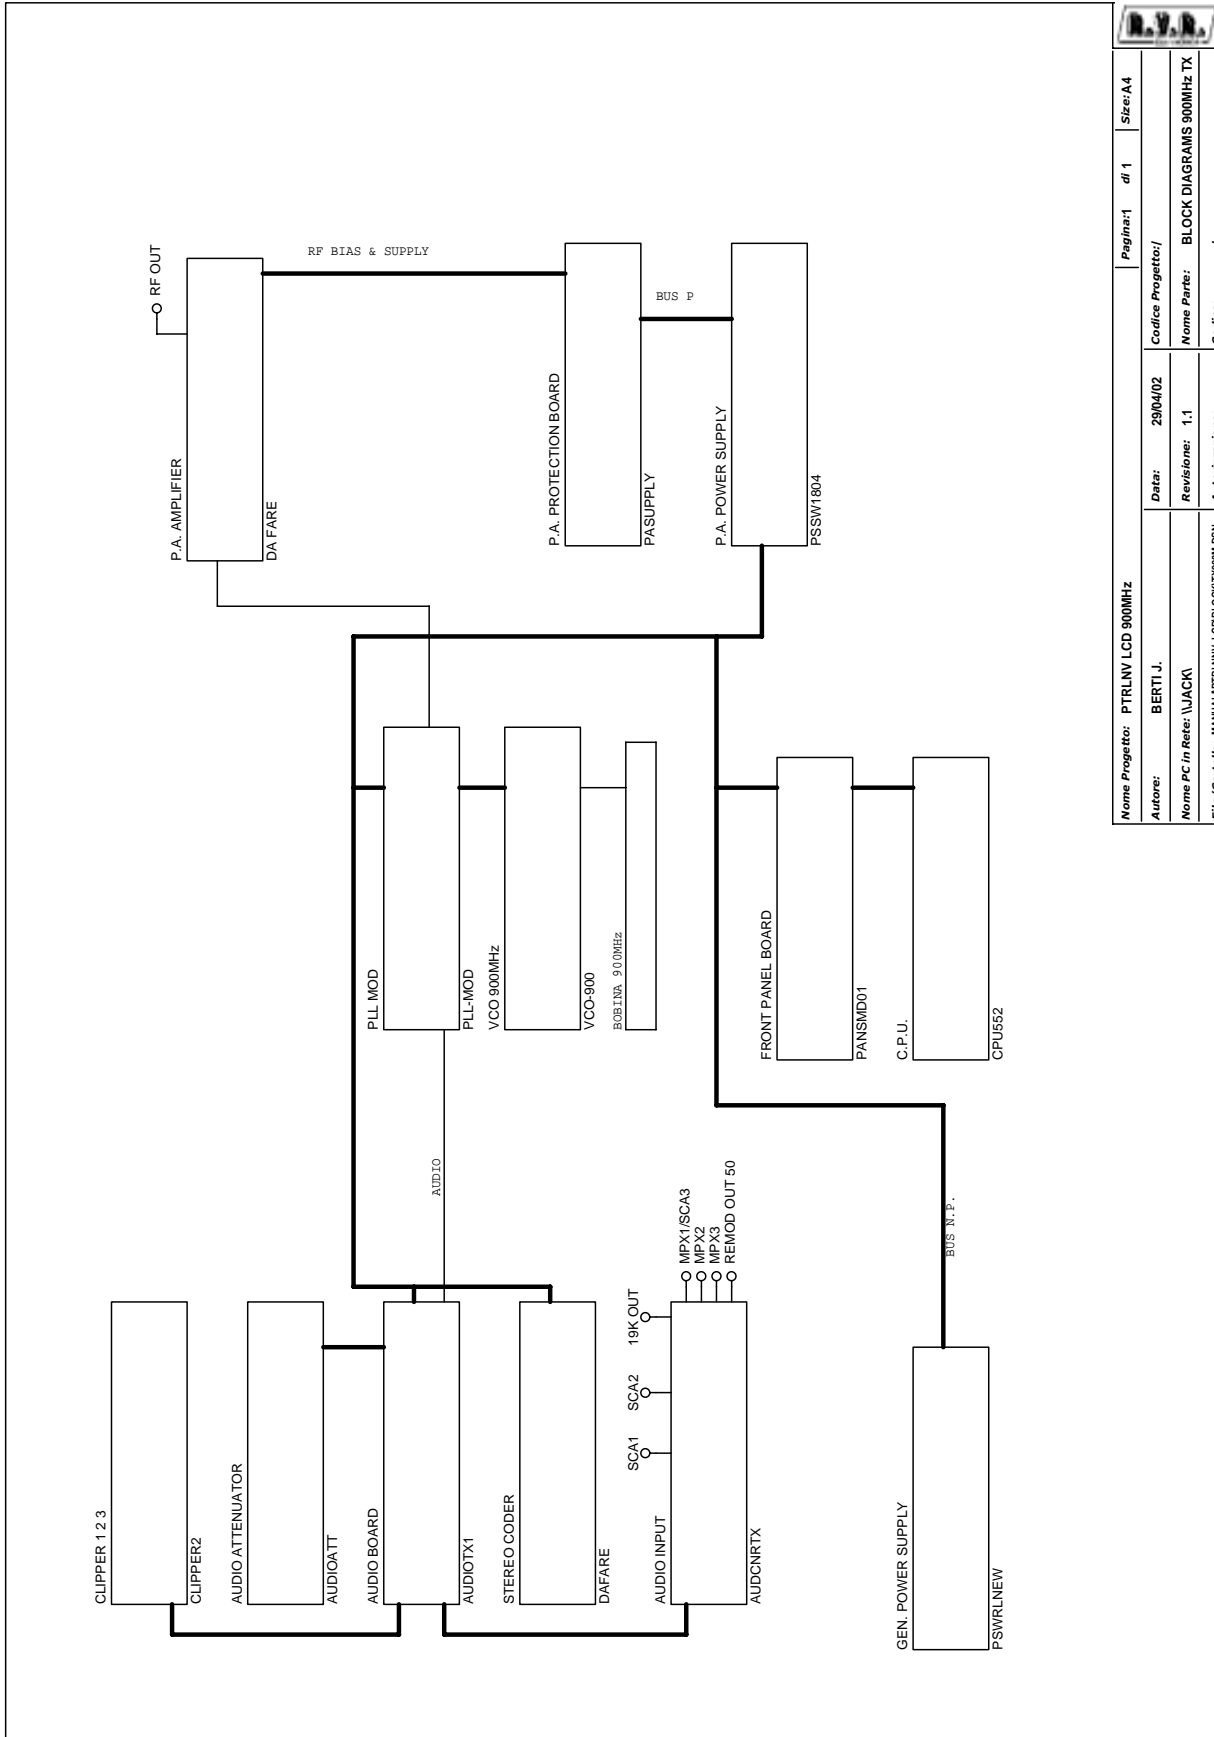 CLIPPER 1 2 3
CLIPPER2
AUDIO ATTENUATOR
AUDIOATT
AUDIO BOARD
AUDIOTX1
STEREO CODER
DAFARE
AUDIO INPUT
AUDCNRTX
SCA1
SCA2
19K OUT
MPX1/SCA3
MPX2
MPX3
REMOD OUT 50
GEN. POWER SUPPLY
PSWRLNEW
BUS N.P.
AUDIO
PLL MOD
PLL-MOD
VCO 900MHz
VCO-900
BOBINA 900MHz
FRONT PANEL BOARD
PANSMD01
C.P.U.
CPU552
P.A. AMPLIFIER
DA FARE
RF OUT
RF BIAS & SUPPLY
P.A. PROTECTION BOARD
PASUPPLY
BUS P
P.A. POWER SUPPLY
PSSW1804
Nome Progetto: PTRLNV LCD 900MHz
Pagina:1 di 1
Size:A4
Autore: BERTI J.
Data: 29/04/02
Codice Progetto:/
Nome PC in Rete: \\JACK\
Revisione: 1.1
Nome Parte: BLOCK DIAGRAMS 900MHz TX
R.V.R.